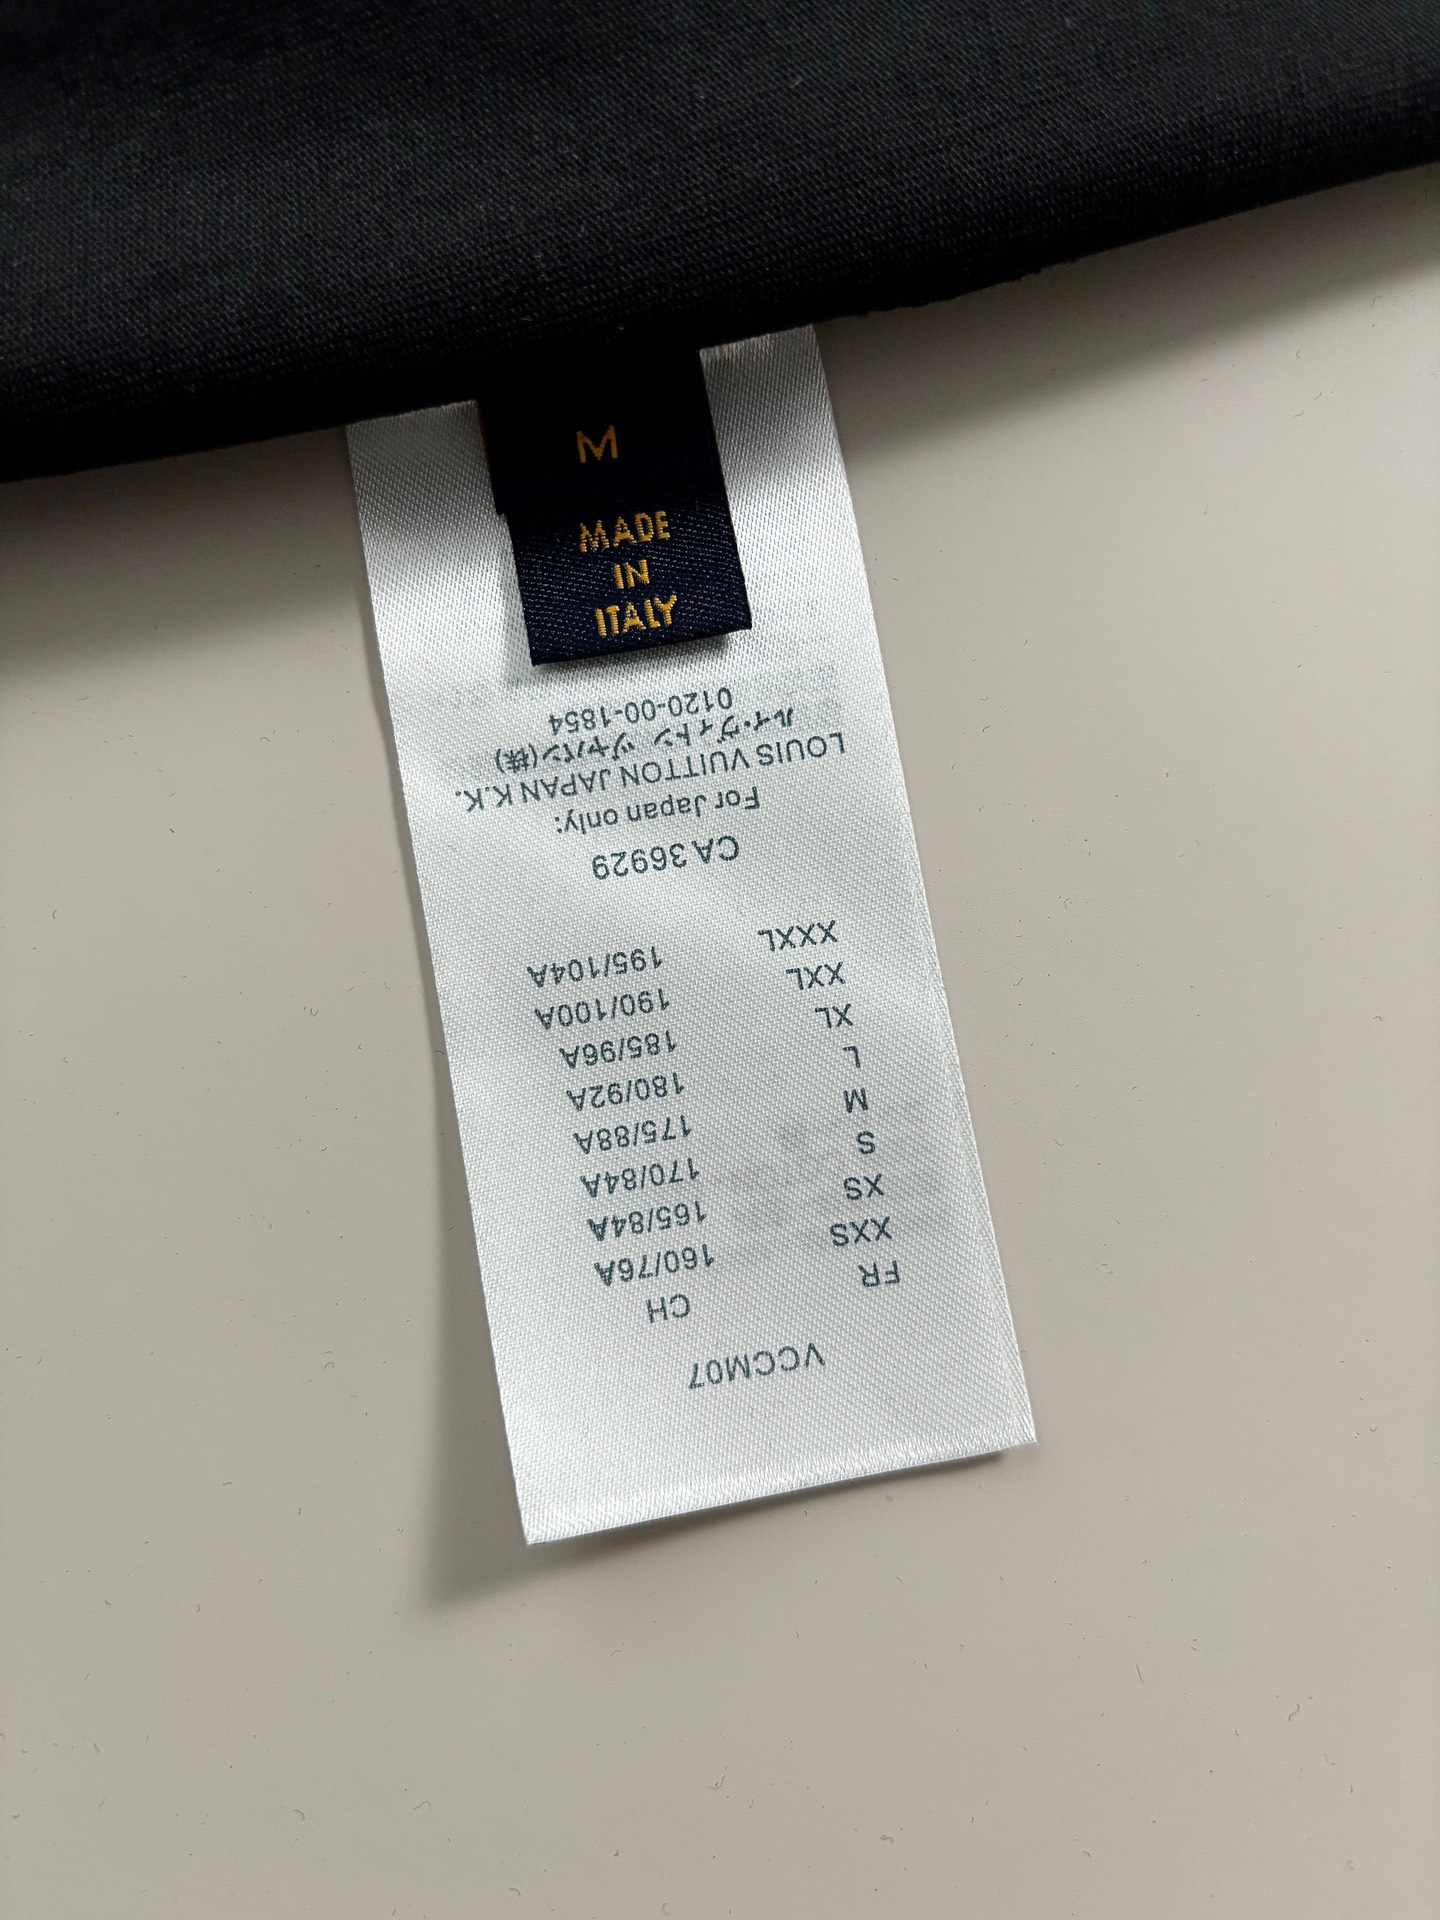 M
MADE
IN
ITALY
VCCM07
FR CH
XXS 160/76A
XS 165/84A
S 170/84A
M 175/88A
L 180/92A
XL 185/96A
XXL 190/100A
XXXL 195/104A
CA 36929
For Japan only:
LOUIS VUITTON JAPAN K.K.
ルイ・ヴィトン ジャパン(株)
0120-00-1854